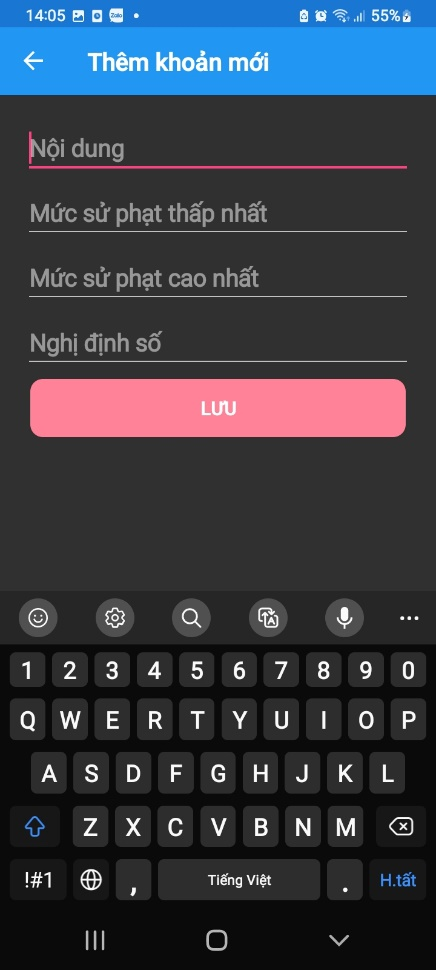 14:05 Zalo 55%
Thêm khoản mới
Nội dung
Mức sử phạt thấp nhất
Mức sử phạt cao nhất
Nghị định số
LƯU
1 2 3 4 5 6 7 8 9 0
Q W E R T Y U I O P
A S D F G H J K L
Z X C V B N M
!#1 , Tiếng Việt . H.tất